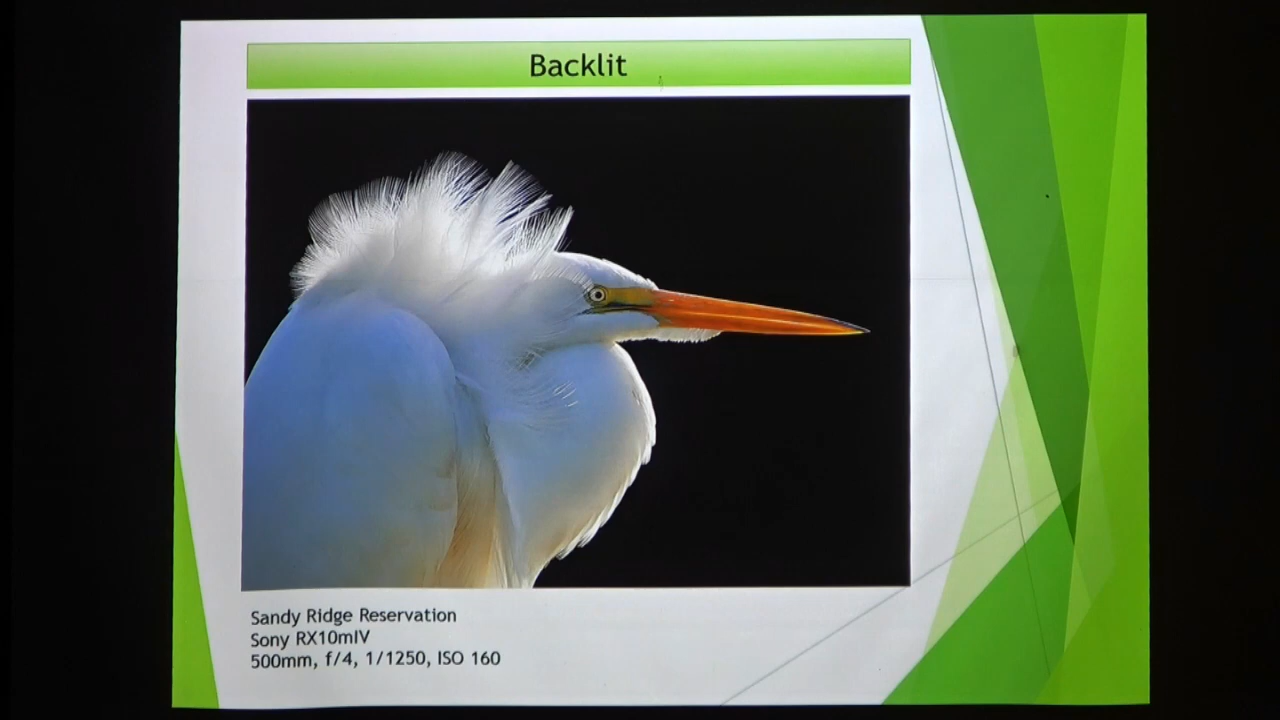 Backlit
Sandy Ridge Reservation
Sony RX10mIV
500mm, f/4, 1/1250, ISO 160